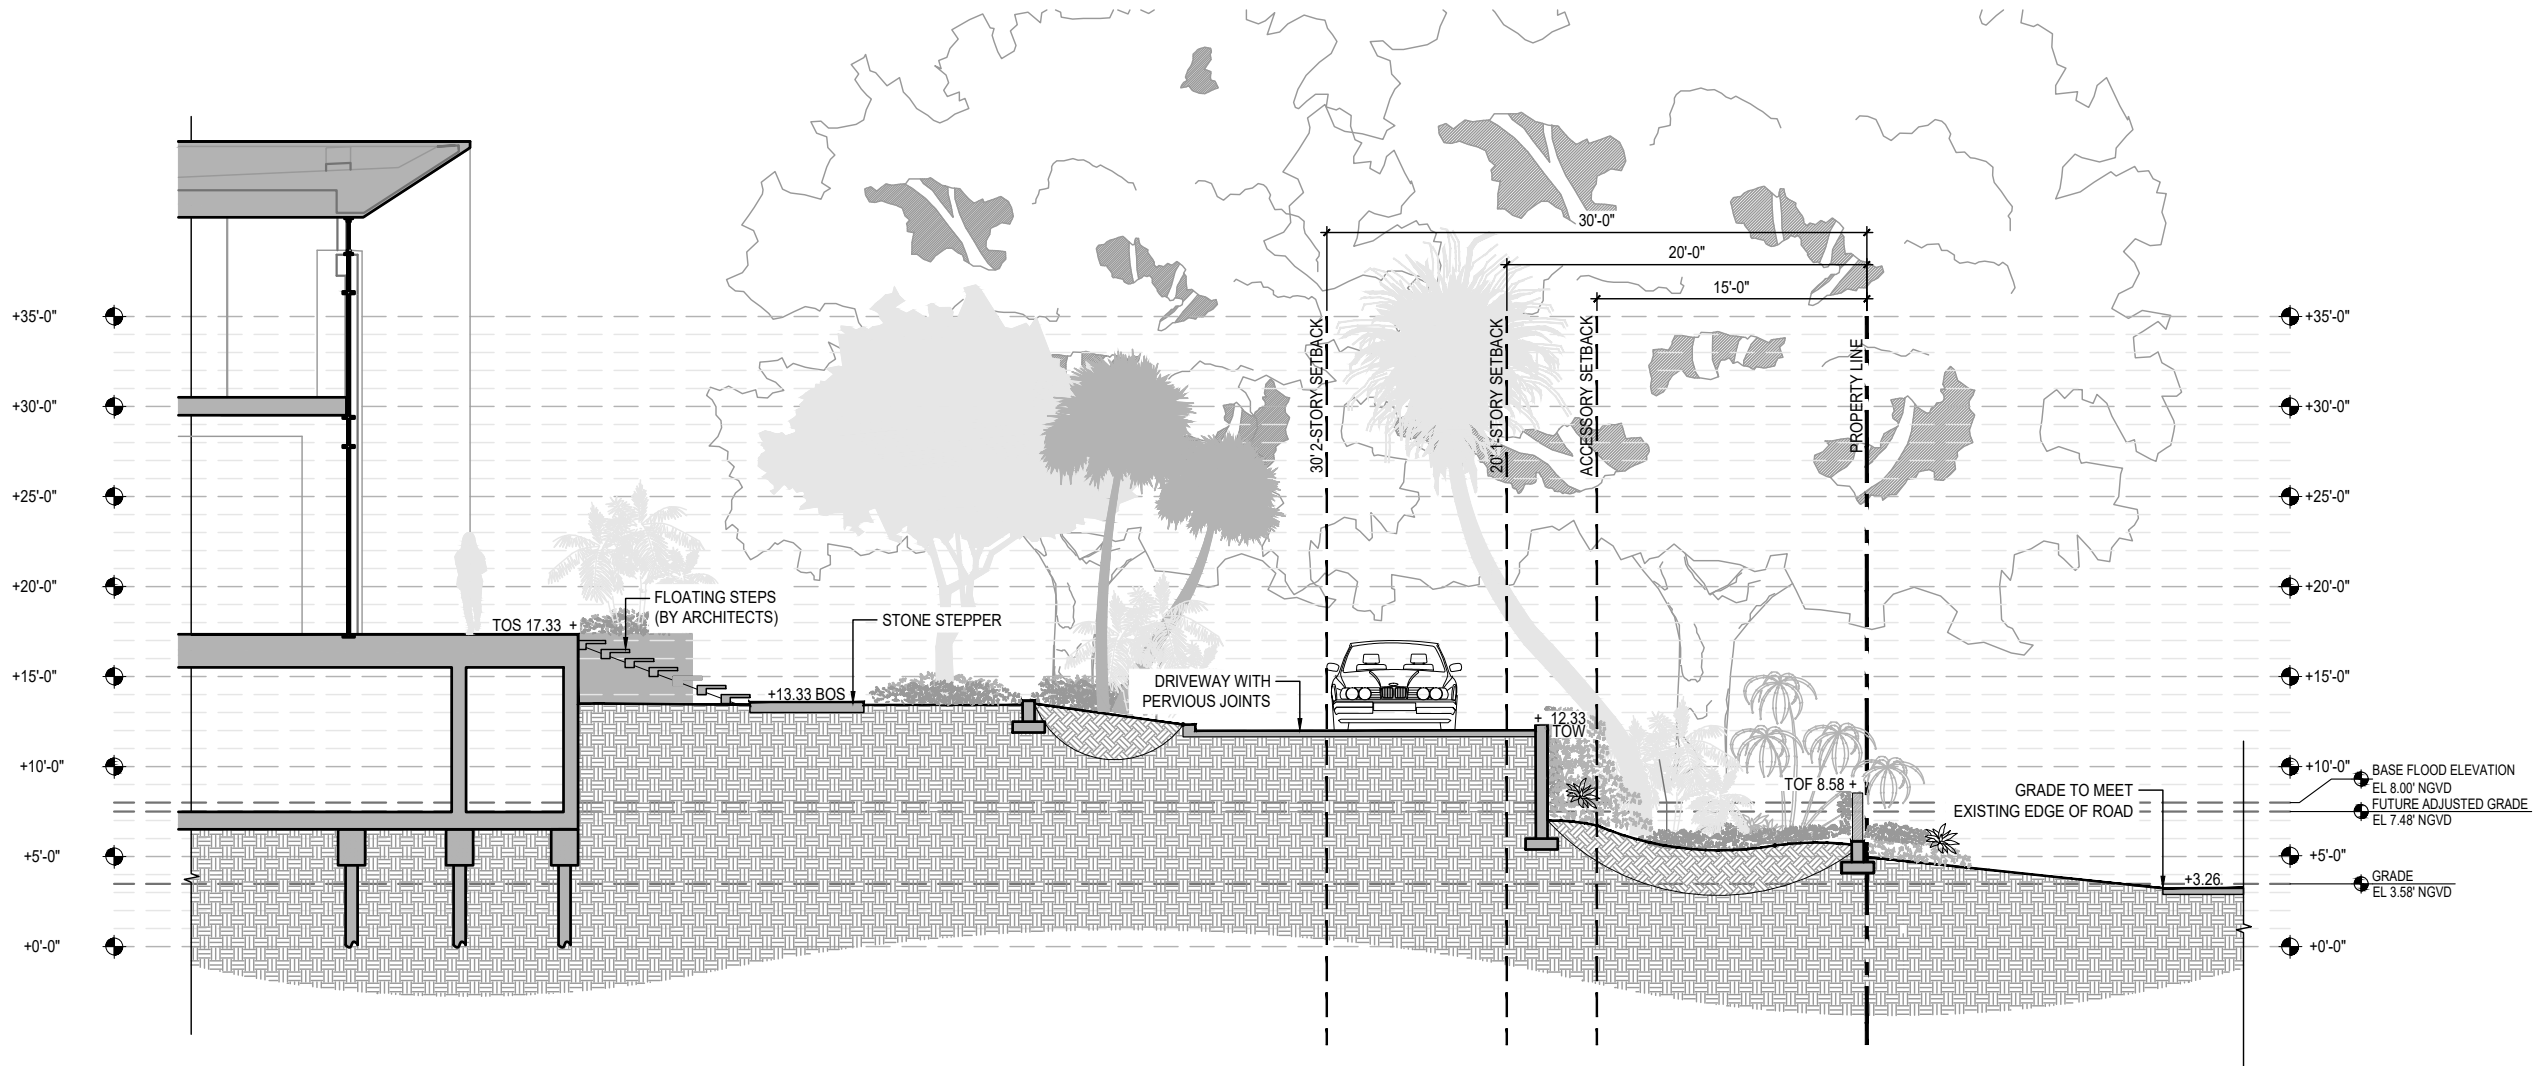 30'-0"
20'-0"
15'-0"
+35'-0"
+35'-0"
30' 2-STORY SETBACK
20' 1-STORY SETBACK
ACCESSORY SETBACK
PROPERTY LINE
+30'-0"
+30'-0"
+25'-0"
+25'-0"
+20'-0"
+20'-0"
FLOATING STEPS
(BY ARCHITECTS)
TOS 17.33 +
STONE STEPPER
+15'-0"
+15'-0"
DRIVEWAY WITH
PERVIOUS JOINTS
+13.33 BOS
+ 12.33
TOW
+10'-0"
+10'-0"
BASE FLOOD ELEVATION
EL 8.00' NGVD
TOF 8.58 +
GRADE TO MEET
EXISTING EDGE OF ROAD
FUTURE ADJUSTED GRADE
EL 7.48' NGVD
+5'-0"
+5'-0"
+3.26
GRADE
EL 3.58' NGVD
+0'-0"
+0'-0"